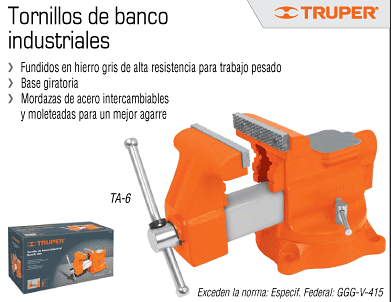 Tornillos de banco
industriales
TRUPER®
Fundidos en hierro gris de alta resistencia para trabajo pesado
Base giratoria
Mordazas de acero intercambiables
y moleteadas para un mejor agarre
TA-6
TRUPER
Exceden la norma: Especif. Federal: GGG-V-415